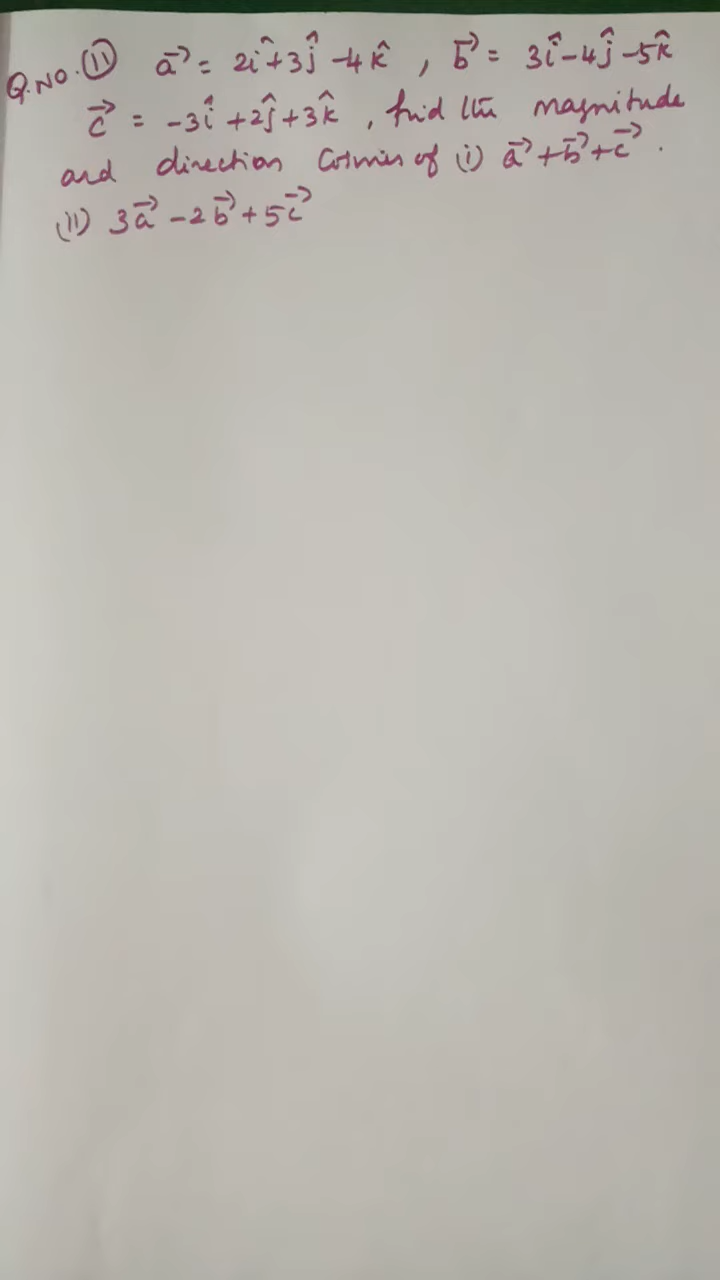 Q.NO. (11) a⃗ = 2î+3ĵ-4k̂ , b⃗ = 3î-4ĵ-5k̂
c⃗ = -3î+2ĵ+3k̂ , find the magnitude
and direction Cosines of (i) a⃗+b⃗+c⃗ .
(ii) 3a⃗-2b⃗+5c⃗